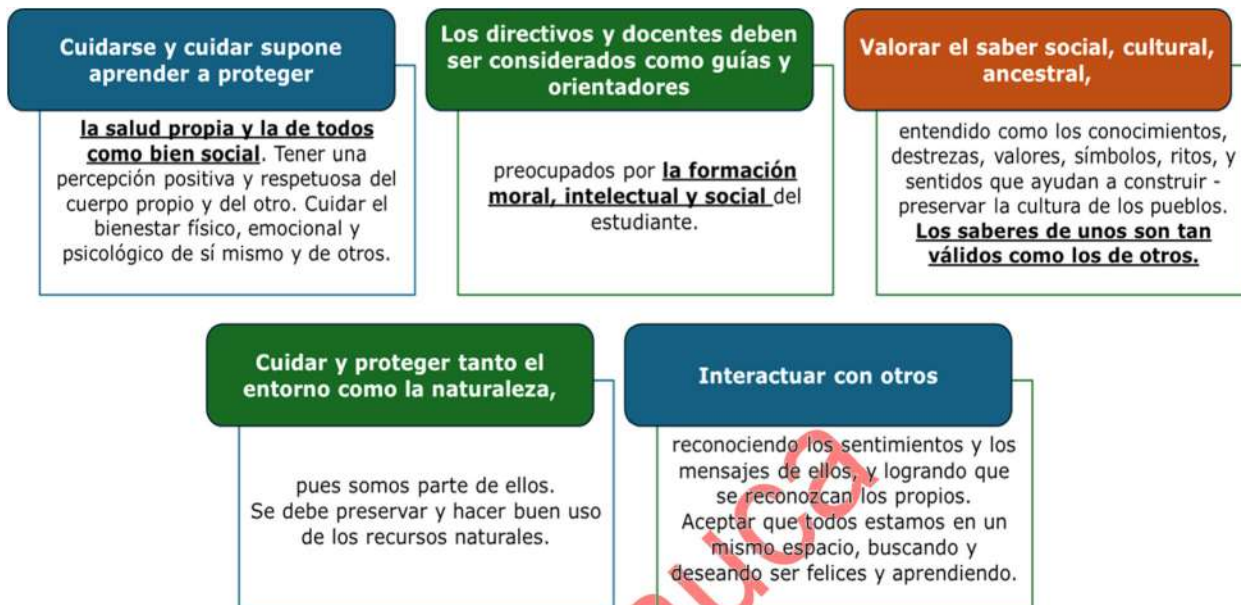 Cuidarse y cuidar supone
aprender a proteger
la salud propia y la de todos
como bien social. Tener una
percepción positiva y respetuosa del
cuerpo propio y del otro. Cuidar el
bienestar físico, emocional y
psicológico de sí mismo y de otros.
Los directivos y docentes deben
ser considerados como guías y
orientadores
preocupados por la formación
moral, intelectual y social del
estudiante.
Valorar el saber social, cultural,
ancestral,
entendido como los conocimientos,
destrezas, valores, símbolos, ritos, y
sentidos que ayudan a construir -
preservar la cultura de los pueblos.
Los saberes de unos son tan
válidos como los de otros.
Cuidar y proteger tanto el
entorno como la naturaleza,
pues somos parte de ellos.
Se debe preservar y hacer buen uso
de los recursos naturales.
Interactuar con otros
reconociendo los sentimientos y los
mensajes de ellos, y logrando que
se reconozcan los propios.
Aceptar que todos estamos en un
mismo espacio, buscando y
deseando ser felices y aprendiendo.